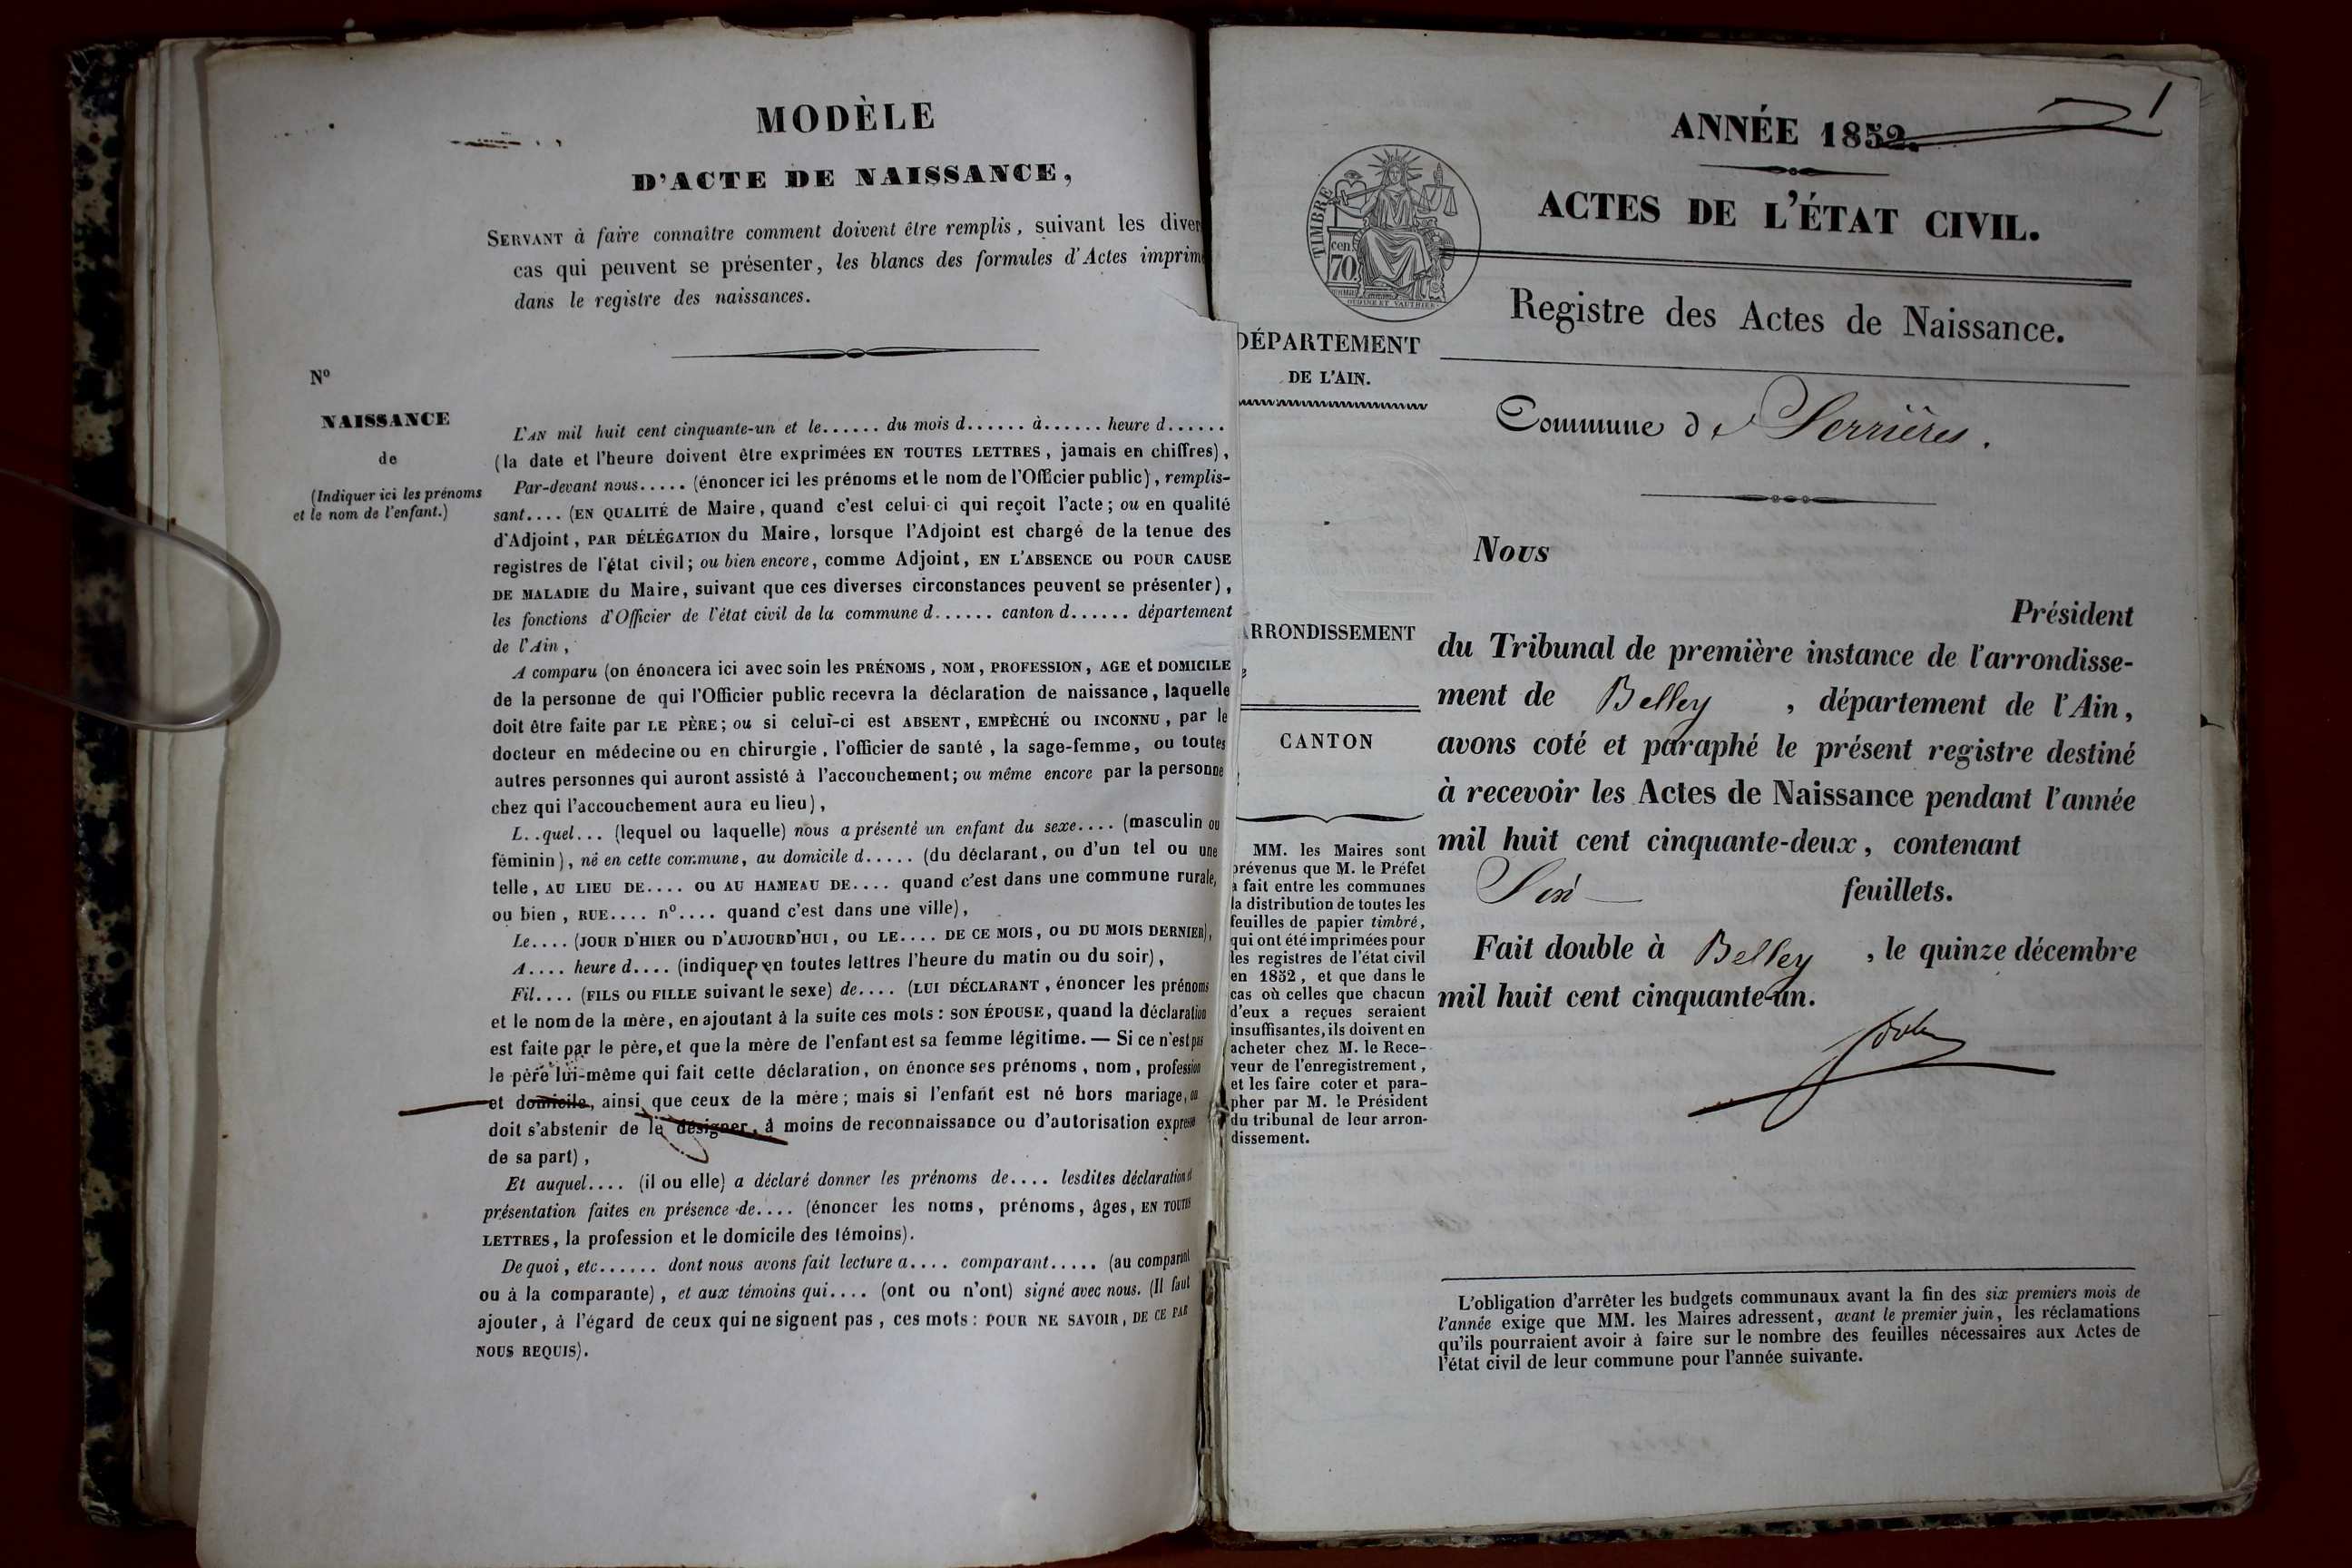 MODÈLE
D'ACTE DE NAISSANCE,
SERVANT à faire connaître comment doivent être remplis, suivant les diver
cas qui peuvent se présenter, les blancs des formules d'Actes imprimé
dans le registre des naissances.
Nº
NAISSANCE
de
(Indiquer ici les prénoms
et le nom de l'enfant.)
L'AN mil huit cent cinquante-un et le...... du mois d...... à...... heure d......
(la date et l'heure doivent être exprimées EN TOUTES LETTRES, jamais en chiffres),
Par-devant nous..... (énoncer ici les prénoms et le nom de l'Officier public), remplis-
sant.... (EN QUALITÉ de Maire, quand c'est celui-ci qui reçoit l'acte; ou en qualité
d'Adjoint, PAR DÉLÉGATION du Maire, lorsque l'Adjoint est chargé de la tenue des
registres de l'état civil; ou bien encore, comme Adjoint, EN L'ABSENCE ou POUR CAUSE
DE MALADIE du Maire, suivant que ces diverses circonstances peuvent se présenter),
les fonctions d'Officier de l'état civil de la commune d...... canton d...... département
de l'Ain,
A comparu (on énoncera ici avec soin les PRÉNOMS, NOM, PROFESSION, AGE et DOMICILE
de la personne de qui l'Officier public recevra la déclaration de naissance, laquelle
doit être faite par LE PÈRE; ou si celui-ci est ABSENT, EMPÊCHÉ ou INCONNU, par le
docteur en médecine ou en chirurgie, l'officier de santé, la sage-femme, ou toutes
autres personnes qui auront assisté à l'accouchement; ou même encore par la personne
chez qui l'accouchement aura eu lieu),
L..quel... (lequel ou laquelle) nous a présenté un enfant du sexe.... (masculin ou
féminin), né en cette commune, au domicile d..... (du déclarant, ou d'un tel ou une
telle, AU LIEU DE.... ou AU HAMEAU DE.... quand c'est dans une commune rurale,
ou bien, RUE.... nº.... quand c'est dans une ville),
Le.... (JOUR D'HIER ou D'AUJOURD'HUI, ou LE.... DE CE MOIS, ou DU MOIS DERNIER),
A.... heure d.... (indiquer en toutes lettres l'heure du matin ou du soir),
Fil.... (FILS ou FILLE suivant le sexe) de.... (LUI DÉCLARANT, énoncer les prénoms
et le nom de la mère, en ajoutant à la suite ces mots: SON ÉPOUSE, quand la déclaration
est faite par le père, et que la mère de l'enfant est sa femme légitime. — Si ce n'est pas
le père lui-même qui fait cette déclaration, on énonce ses prénoms, nom, profession
et domicile, ainsi que ceux de la mère; mais si l'enfant est né hors mariage, on
doit s'abstenir de le désigner, à moins de reconnaissance ou d'autorisation expresse
de sa part),
Et auquel.... (il ou elle) a déclaré donner les prénoms de.... lesdites déclaration et
présentation faites en présence de.... (énoncer les noms, prénoms, âges, EN TOUTES
LETTRES, la profession et le domicile des témoins).
De quoi, etc...... dont nous avons fait lecture a.... comparant..... (au comparant
ou à la comparante), et aux témoins qui.... (ont ou n'ont) signé avec nous. (Il faut
ajouter, à l'égard de ceux qui ne signent pas, ces mots: POUR NE SAVOIR, DE CE PAR
NOUS REQUIS).
1
ANNÉE 1852.
ACTES DE L'ÉTAT CIVIL.
TIMBRE
cen.
70
Registre des Actes de Naissance.
DÉPARTEMENT
DE L'AIN.
Commune de Serrières.
Nous
Président
du Tribunal de première instance de l'arrondisse-
ment de Belley, département de l'Ain,
avons coté et paraphé le présent registre destiné
à recevoir les Actes de Naissance pendant l'année
mil huit cent cinquante-deux, contenant
Six feuillets.
Fait double à Belley, le quinze décembre
mil huit cent cinquante-un.
ARRONDISSEMENT
CANTON
MM. les Maires sont
prévenus que M. le Préfet
a fait entre les communes
la distribution de toutes les
feuilles de papier timbré,
qui ont été imprimées pour
les registres de l'état civil
en 1852, et que dans le
cas où celles que chacun
d'eux a reçues seraient
insuffisantes, ils doivent en
acheter chez M. le Rece-
veur de l'enregistrement,
et les faire coter et para-
pher par M. le Président
du tribunal de leur arron-
dissement.
L'obligation d'arrêter les budgets communaux avant la fin des six premiers mois de
l'année exige que MM. les Maires adressent, avant le premier juin, les réclamations
qu'ils pourraient avoir à faire sur le nombre des feuilles nécessaires aux Actes de
l'état civil de leur commune pour l'année suivante.